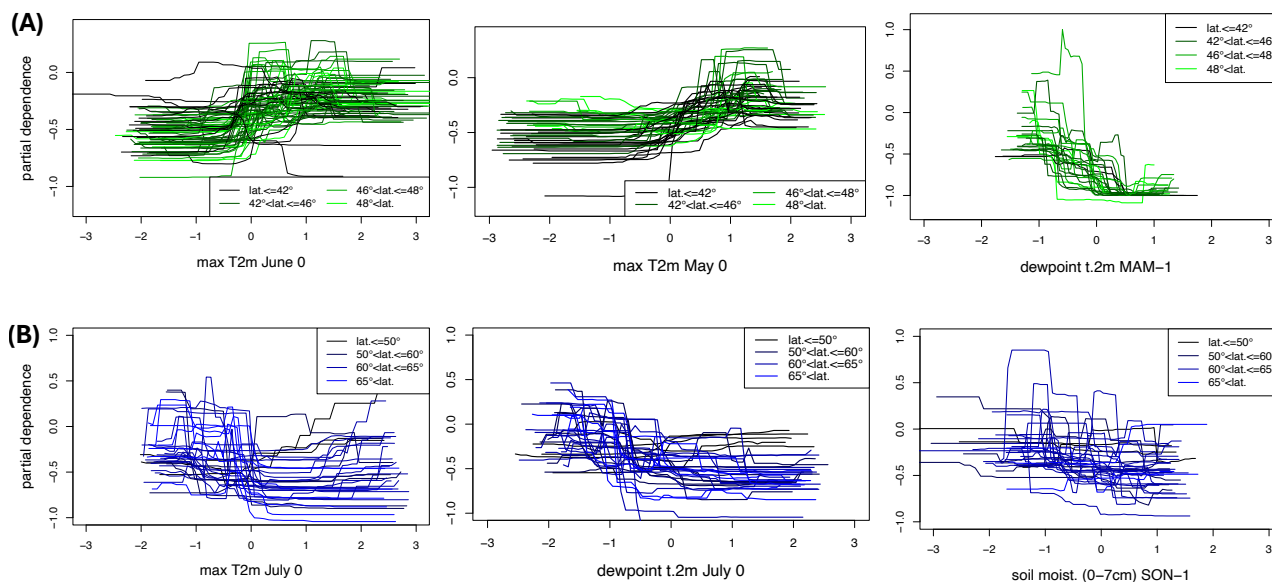 (A)
partial dependence
0.0
−0.5
−1.0
lat.<=42° 46°<lat.<=48°
42°<lat.<=46° 48°<lat.
−3 −2 −1 0 1 2 3
max T2m June 0
0.0
−0.5
−1.0
lat.<=42° 46°<lat.<=48°
42°<lat.<=46° 48°<lat.
−3 −2 −1 0 1 2 3
max T2m May 0
1.0
0.5
0.0
−0.5
−1.0
lat.<=42°
42°<lat.<=46
46°<lat.<=48
48°<lat.
−3 −2 −1 0 1 2 3
dewpoint t.2m MAM−1
(B)
partial dependence
1.0
0.5
0.0
−0.5
−1.0
lat.<=50°
50°<lat.<=60°
60°<lat.<=65°
65°<lat.
−3 −2 −1 0 1 2 3
max T2m July 0
1.0
0.5
0.0
−0.5
−1.0
lat.<=50°
50°<lat.<=60°
60°<lat.<=65°
65°<lat.
−3 −2 −1 0 1 2 3
dewpoint t.2m July 0
1.0
0.5
0.0
−0.5
−1.0
lat.<=50°
50°<lat.<=60
60°<lat.<=65
65°<lat.
−3 −2 −1 0 1 2 3
soil moist. (0−7cm) SON−1